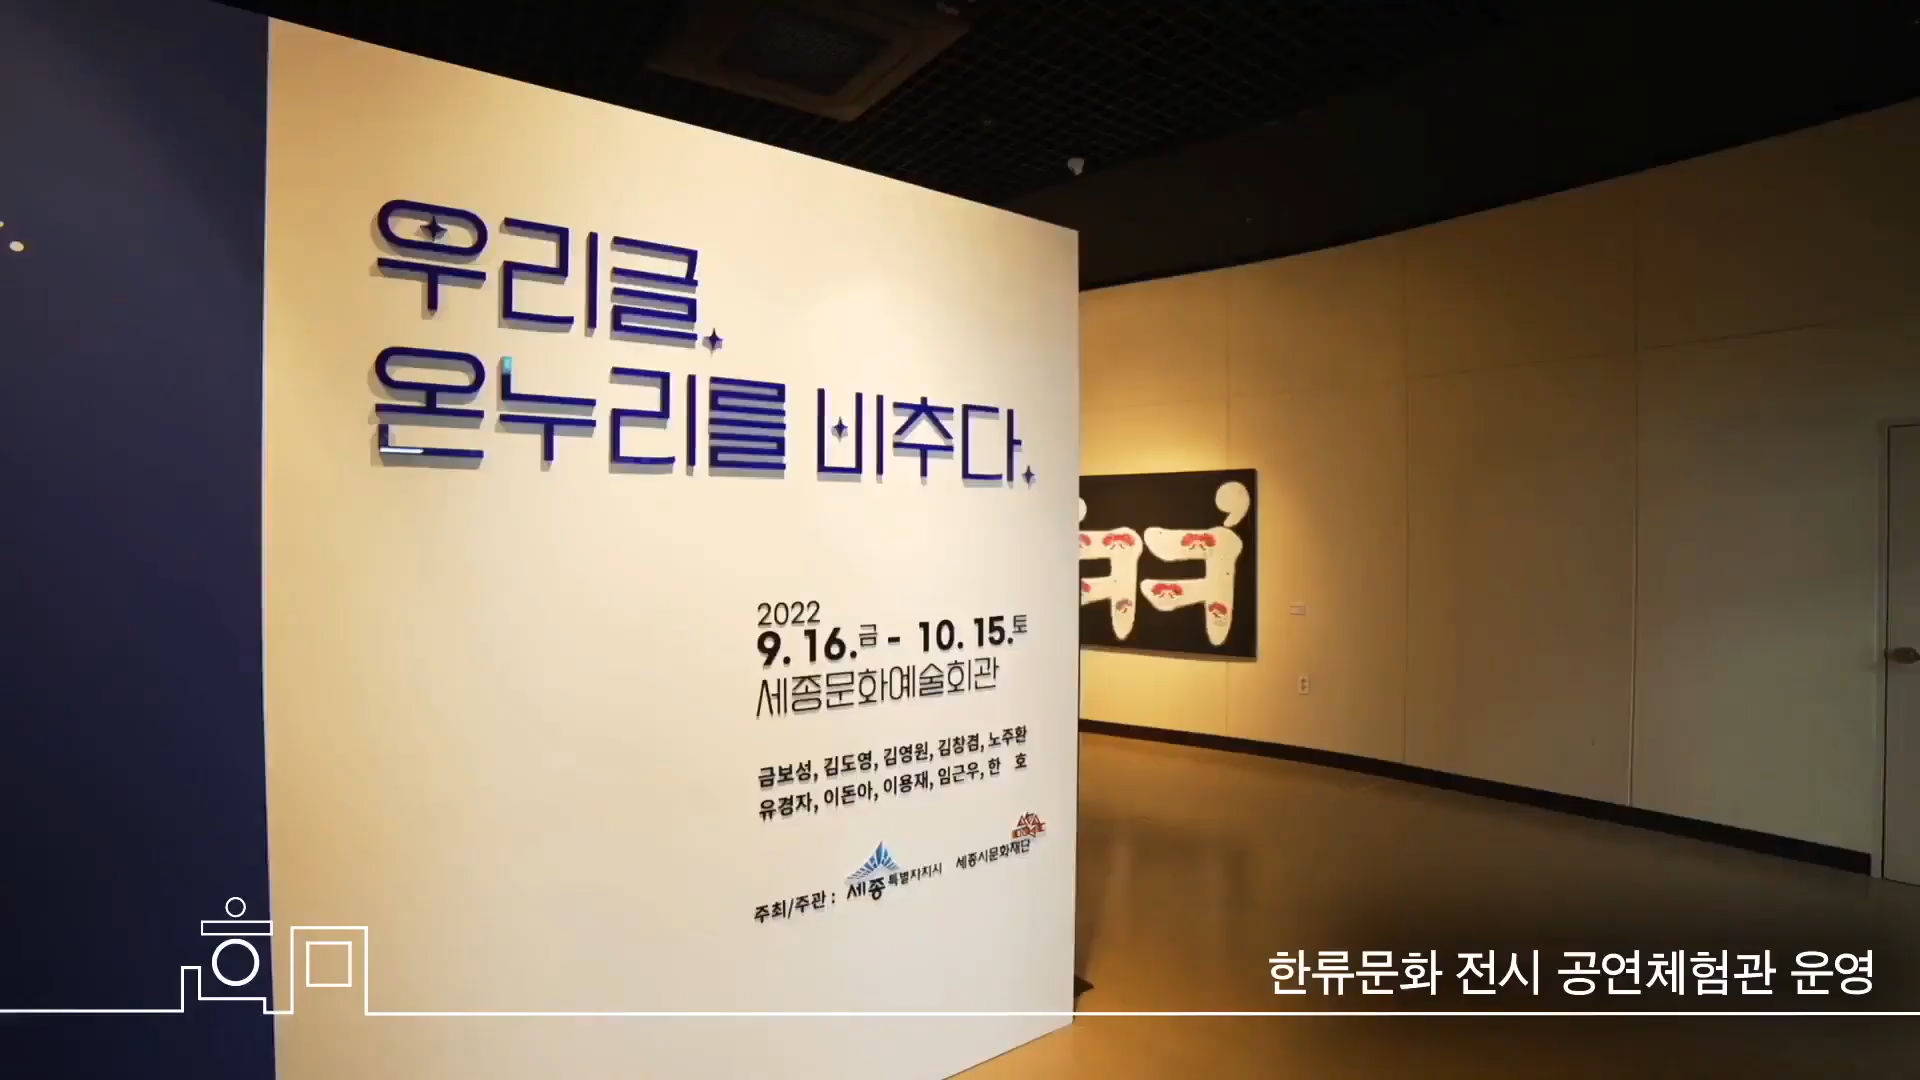 우리글,
온누리를 비추다.
2022
9. 16.금 - 10. 15.토
세종문화예술회관
금보성, 김도영, 김영원, 김창겸, 노주환
유경자, 이돈아, 이용재, 임근우, 한 호
주최/주관 : 세종특별자치시 세종시문화재단
한류문화 전시 공연체험관 운영